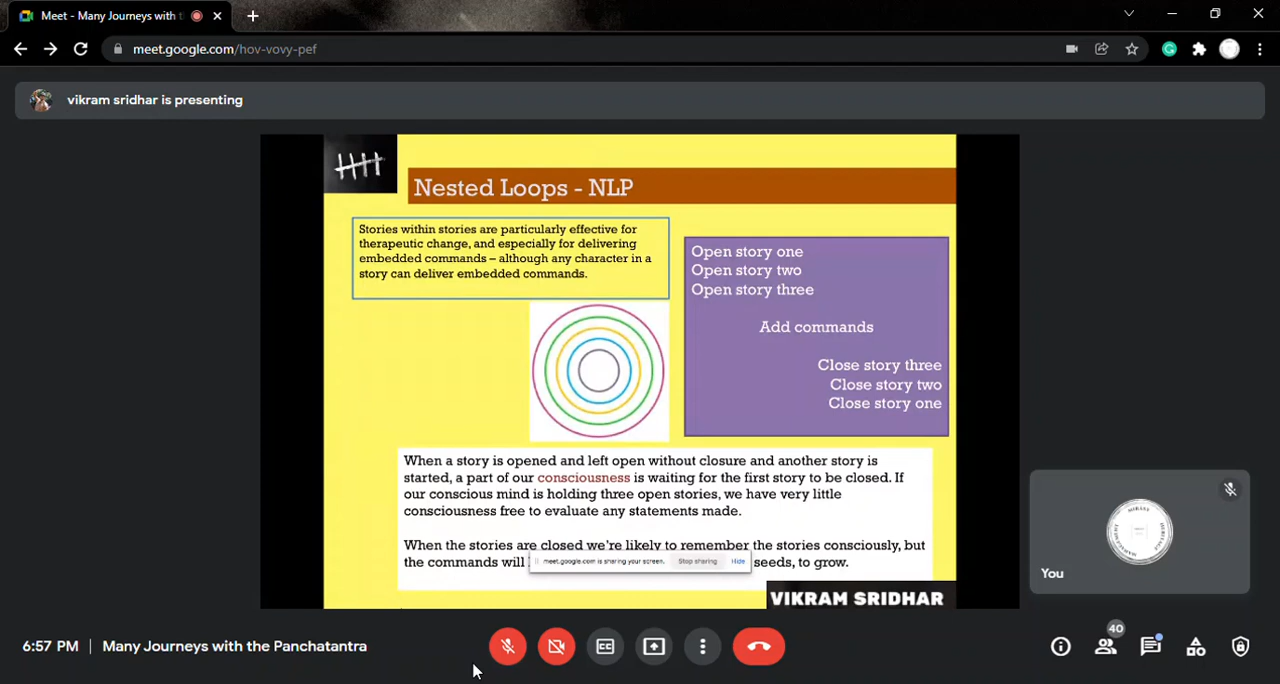 Meet - Many Journeys with t
meet.google.com/hov-vovy-pef
vikram sridhar is presenting
Nested Loops - NLP
Stories within stories are particularly effective for
therapeutic change, and especially for delivering
embedded commands – although any character in a
story can deliver embedded commands.
Open story one
Open story two
Open story three
Add commands
Close story three
Close story two
Close story one
When a story is opened and left open without closure and another story is
started, a part of our consciousness is waiting for the first story to be closed. If
our conscious mind is holding three open stories, we have very little
consciousness free to evaluate any statements made.
When the stories are closed we're likely to remember the stories consciously, but
the commands will
meet.google.com is sharing your screen. Stop sharing Hide
seeds, to grow.
VIKRAM SRIDHAR
You
6:57 PM | Many Journeys with the Panchatantra
CC
40